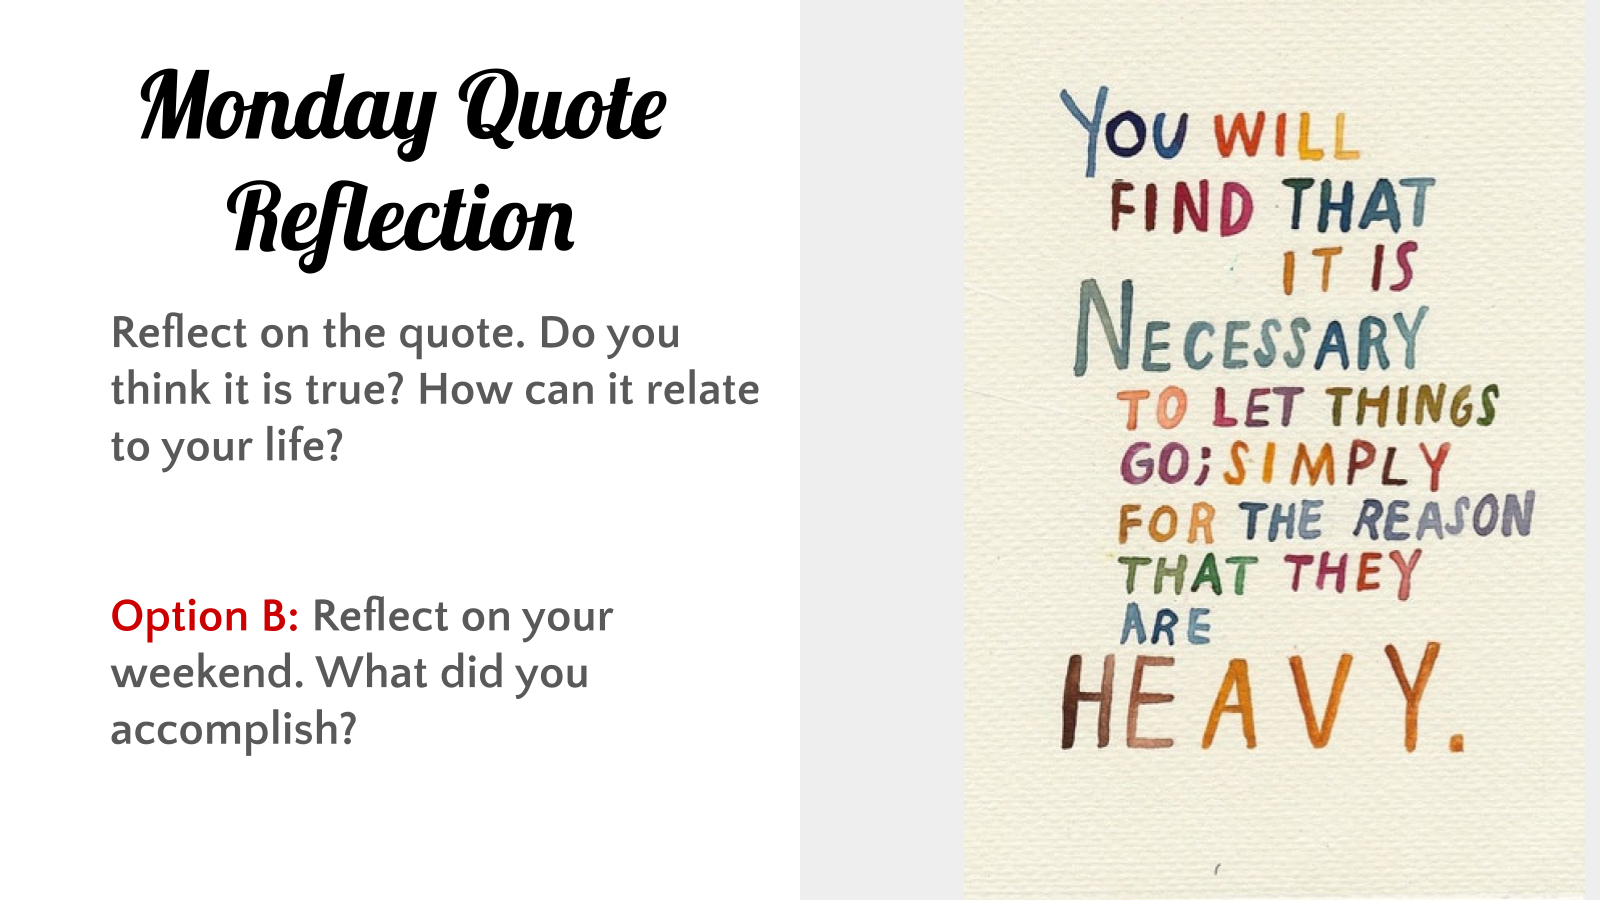 Monday Quote
Reflection
Reflect on the quote. Do you
think it is true? How can it relate
to your life?
Option B: Reflect on your
weekend. What did you
accomplish?
YOU WILL
FIND THAT
IT IS
NECESSARY
TO LET THINGS
GO; SIMPLY
FOR THE REASON
THAT THEY
ARE
HEAVY.